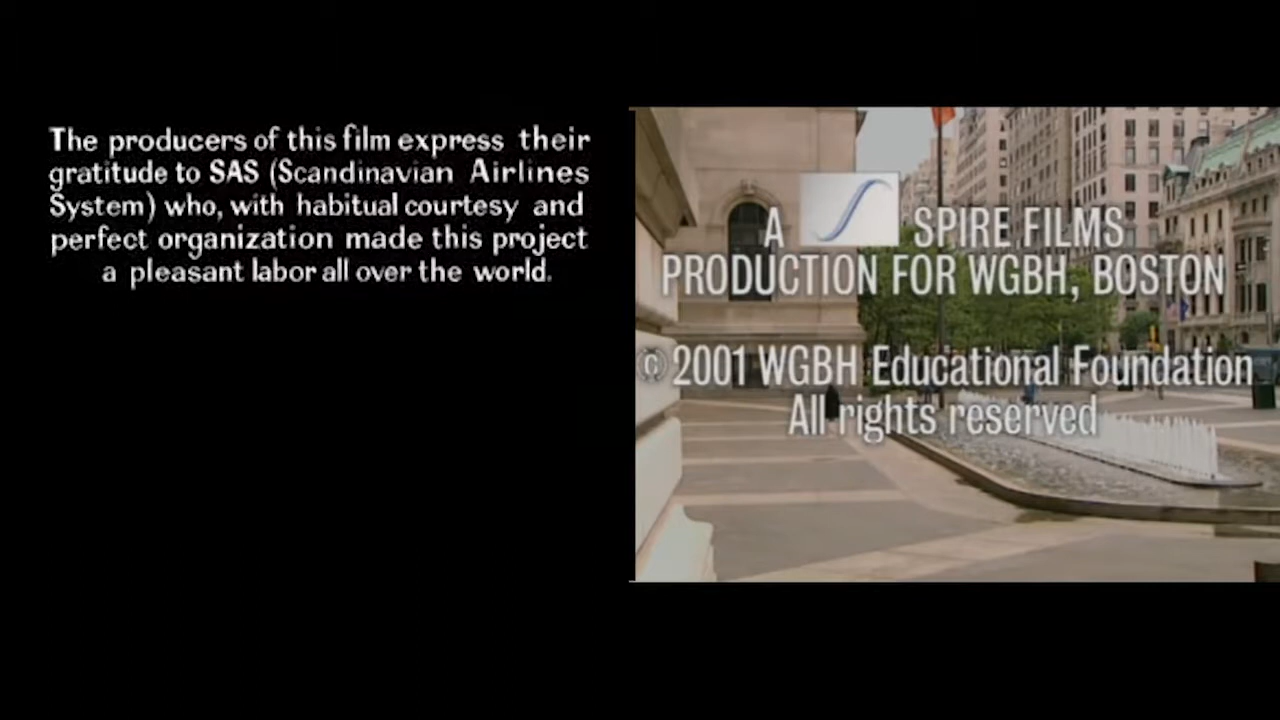 The producers of this film express their
gratitude to SAS (Scandinavian Airlines
System) who, with habitual courtesy and
perfect organization made this project
a pleasant labor all over the world.
A SPIRE FILMS
PRODUCTION FOR WGBH, BOSTON
© 2001 WGBH Educational Foundation
All rights reserved